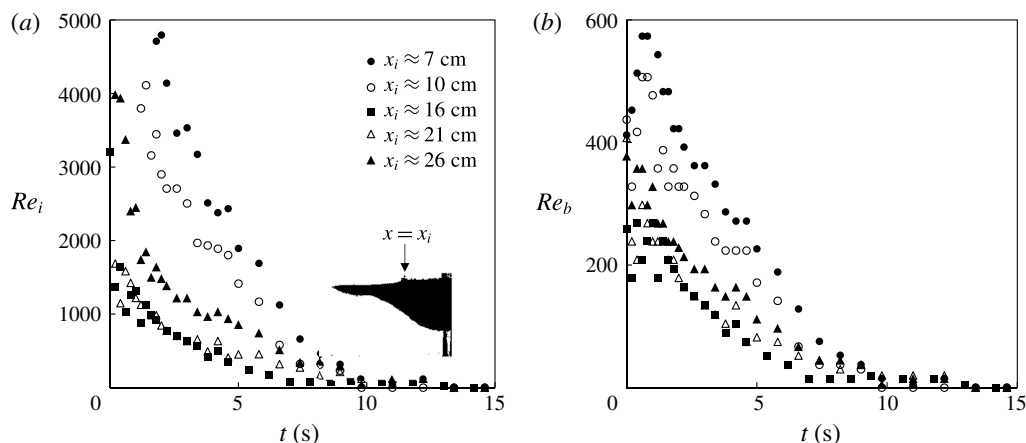 (a)
5000
4000
3000
2000
1000
0
Re_i
5
10
15
t (s)
x_i ≈ 7 cm
x_i ≈ 10 cm
x_i ≈ 16 cm
x_i ≈ 21 cm
x_i ≈ 26 cm
x = x_i
(b)
600
400
200
0
Re_b
5
10
15
t (s)